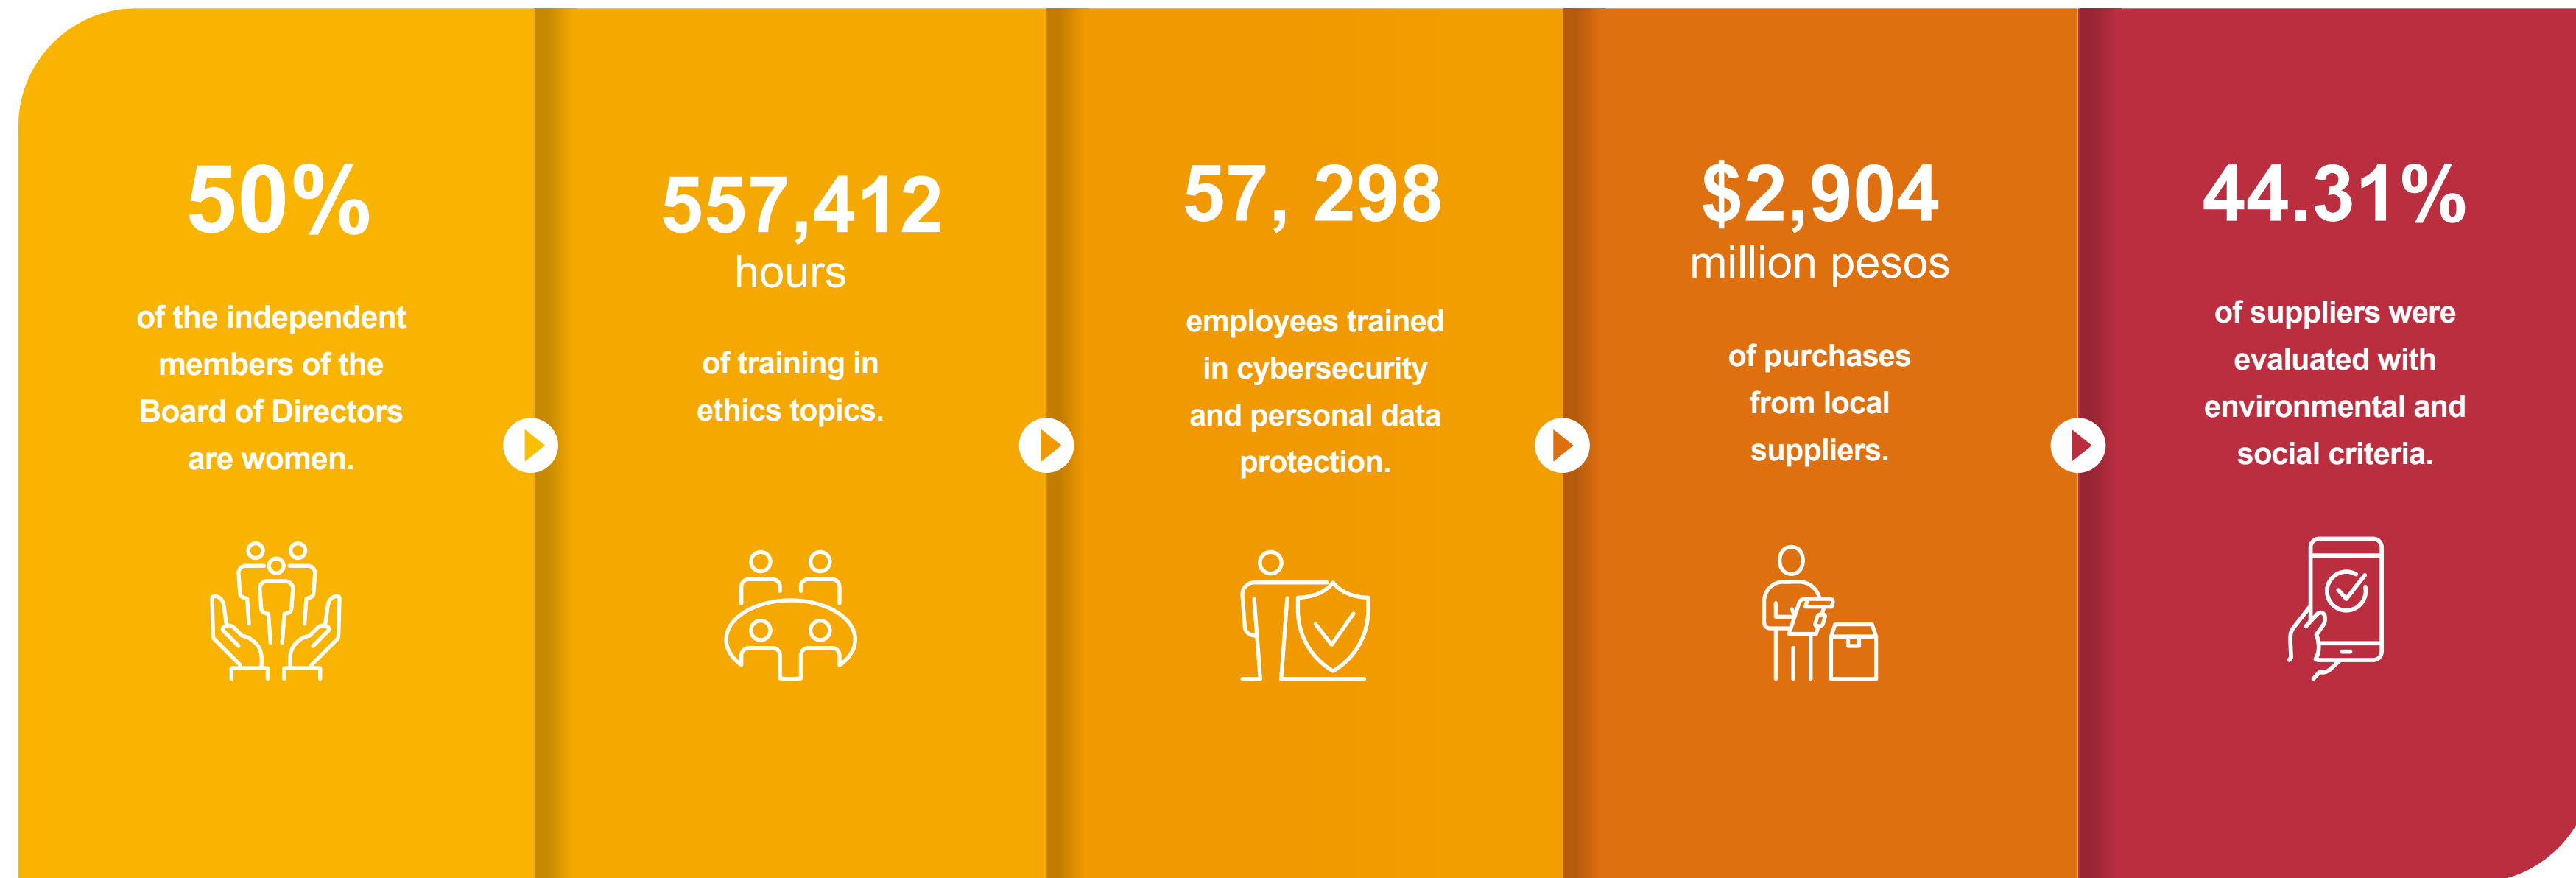 50%
of the independent
members of the
Board of Directors
are women.
557,412
hours
of training in
ethics topics.
57, 298
employees trained
in cybersecurity
and personal data
protection.
$2,904
million pesos
of purchases
from local
suppliers.
44.31%
of suppliers were
evaluated with
environmental and
social criteria.